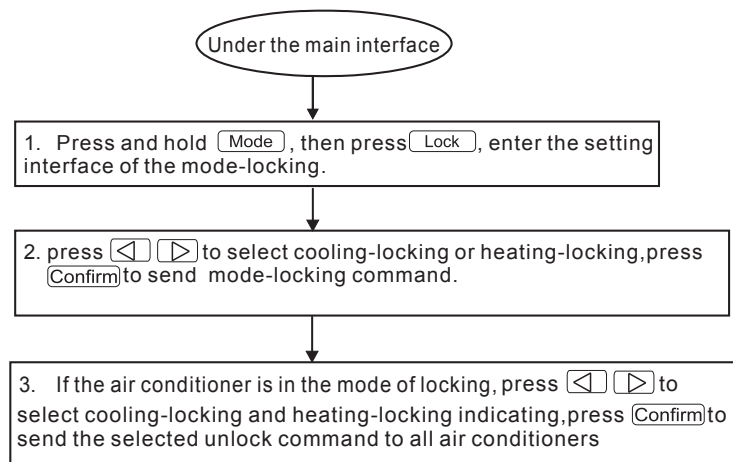 Under the main interface
1. Press and hold Mode , then press Lock , enter the setting
interface of the mode-locking.
2. press ◁ ▷ to select cooling-locking or heating-locking,press
Confirm to send mode-locking command.
3. If the air conditioner is in the mode of locking, press ◁ ▷ to
select cooling-locking and heating-locking indicating,press Confirm to
send the selected unlock command to all air conditioners